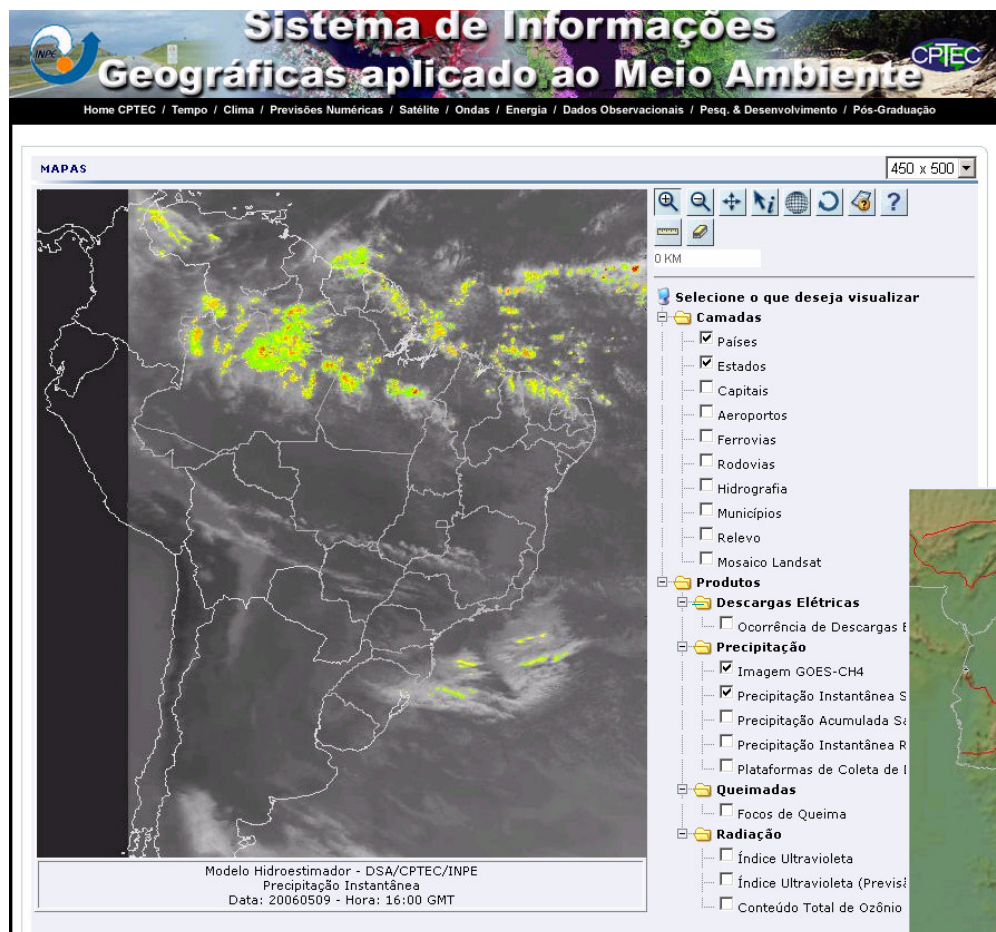 Sistema de Informações
Geográficas aplicado ao Meio Ambiente
INPE
CPTEC
Home CPTEC / Tempo / Clima / Previsões Numéricas / Satélite / Ondas / Energia / Dados Observacionais / Pesq. & Desenvolvimento / Pós-Graduação
MAPAS
450 x 500
0 KM
Selecione o que deseja visualizar
Camadas
Países
Estados
Capitais
Aeroportos
Ferrovias
Rodovias
Hidrografia
Municípios
Relevo
Mosaico Landsat
Produtos
Descargas Elétricas
Ocorrência de Descargas
Precipitação
Imagem GOES-CH4
Precipitação Instantânea S
Precipitação Acumulada Sa
Precipitação Instantânea R
Plataformas de Coleta de
Queimadas
Focos de Queima
Radiação
Índice Ultravioleta
Índice Ultravioleta (Previs
Conteúdo Total de Ozônio
Modelo Hidroestimador - DSA/CPTEC/INPE
Precipitação Instantânea
Data: 20060509 - Hora: 16:00 GMT